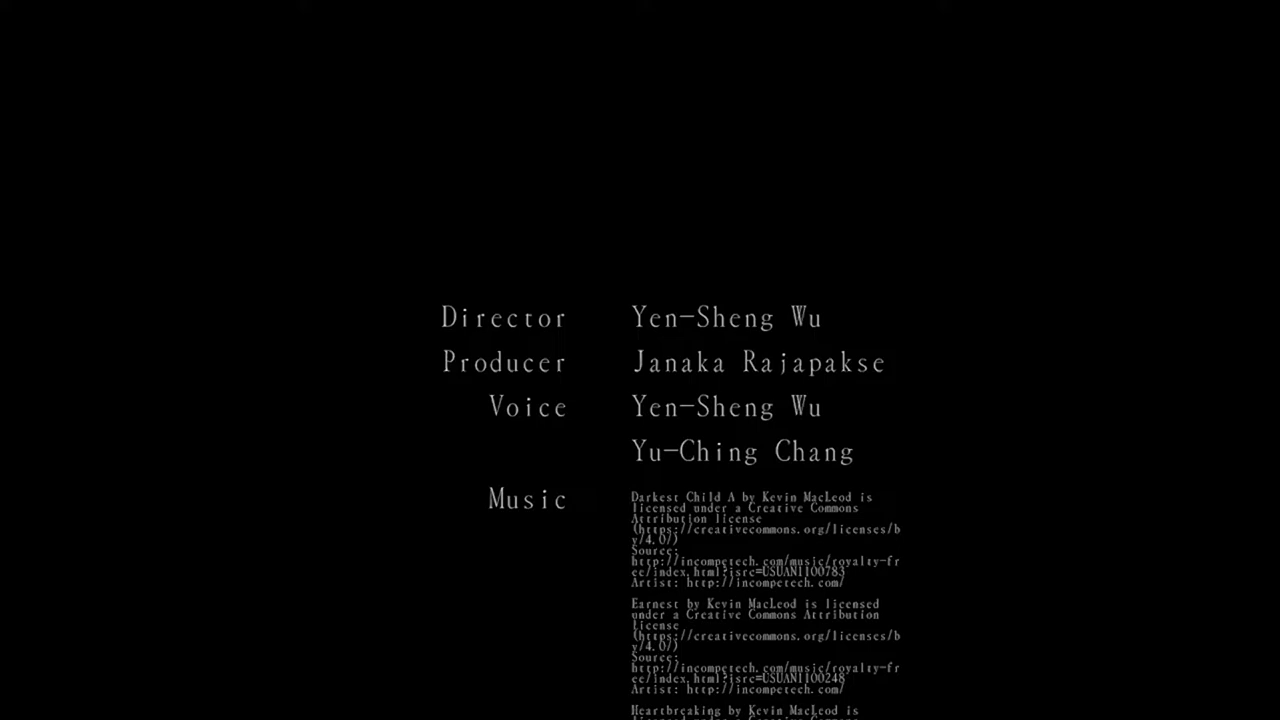 Director Yen-Sheng Wu
Producer Janaka Rajapakse
Voice Yen-Sheng Wu
Yu-Ching Chang
Music
Darkest Child A by Kevin MacLeod is
licensed under a Creative Commons
Attribution license
(https://creativecommons.org/licenses/b
y/4.0/)
Source:
http://incompetech.com/music/royalty-fr
ee/index.html?isrc=USUAN1100783
Artist: http://incompetech.com/
Earnest by Kevin MacLeod is licensed
under a Creative Commons Attribution
license
(https://creativecommons.org/licenses/b
y/4.0/)
Source:
http://incompetech.com/music/royalty-fr
ee/index.html?isrc=USUAN1100248
Artist: http://incompetech.com/
Heartbreaking by Kevin MacLeod is
licensed under a Creative Commons